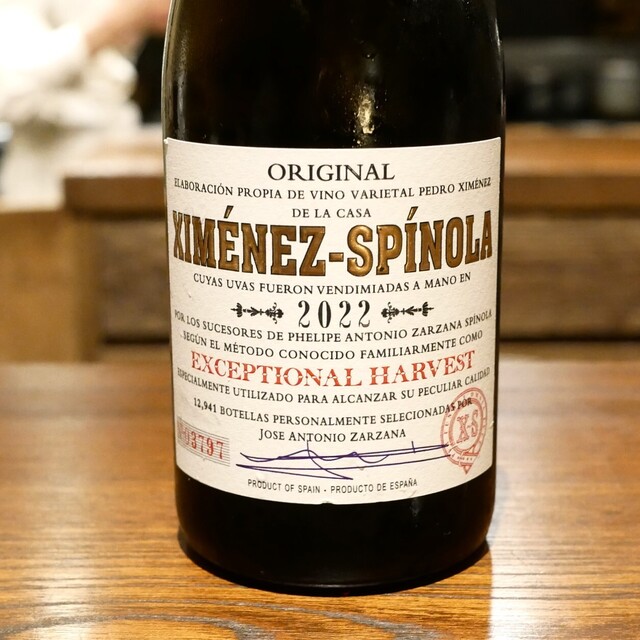 ORIGINAL
ELABORACIÓN PROPIA DE VINO VARIETAL PEDRO XIMÉNEZ
DE LA CASA
XIMÉNEZ-SPÍNOLA
CUYAS UVAS FUERON VENDIMIADAS A MANO EN
2022
POR LOS SUCESORES DE PHELIPE ANTONIO ZARZANA SPÍNOLA
SEGÚN EL MÉTODO CONOCIDO FAMILIARMENTE COMO
EXCEPTIONAL HARVEST
ESPECIALMENTE UTILIZADO PARA ALCANZAR SU PECULIAR CALIDAD
12,941 BOTELLAS PERSONALMENTE SELECCIONADAS POR
JOSE ANTONIO ZARZANA
Nº 03797
X-S
PRODUCT OF SPAIN - PRODUCTO DE ESPAÑA